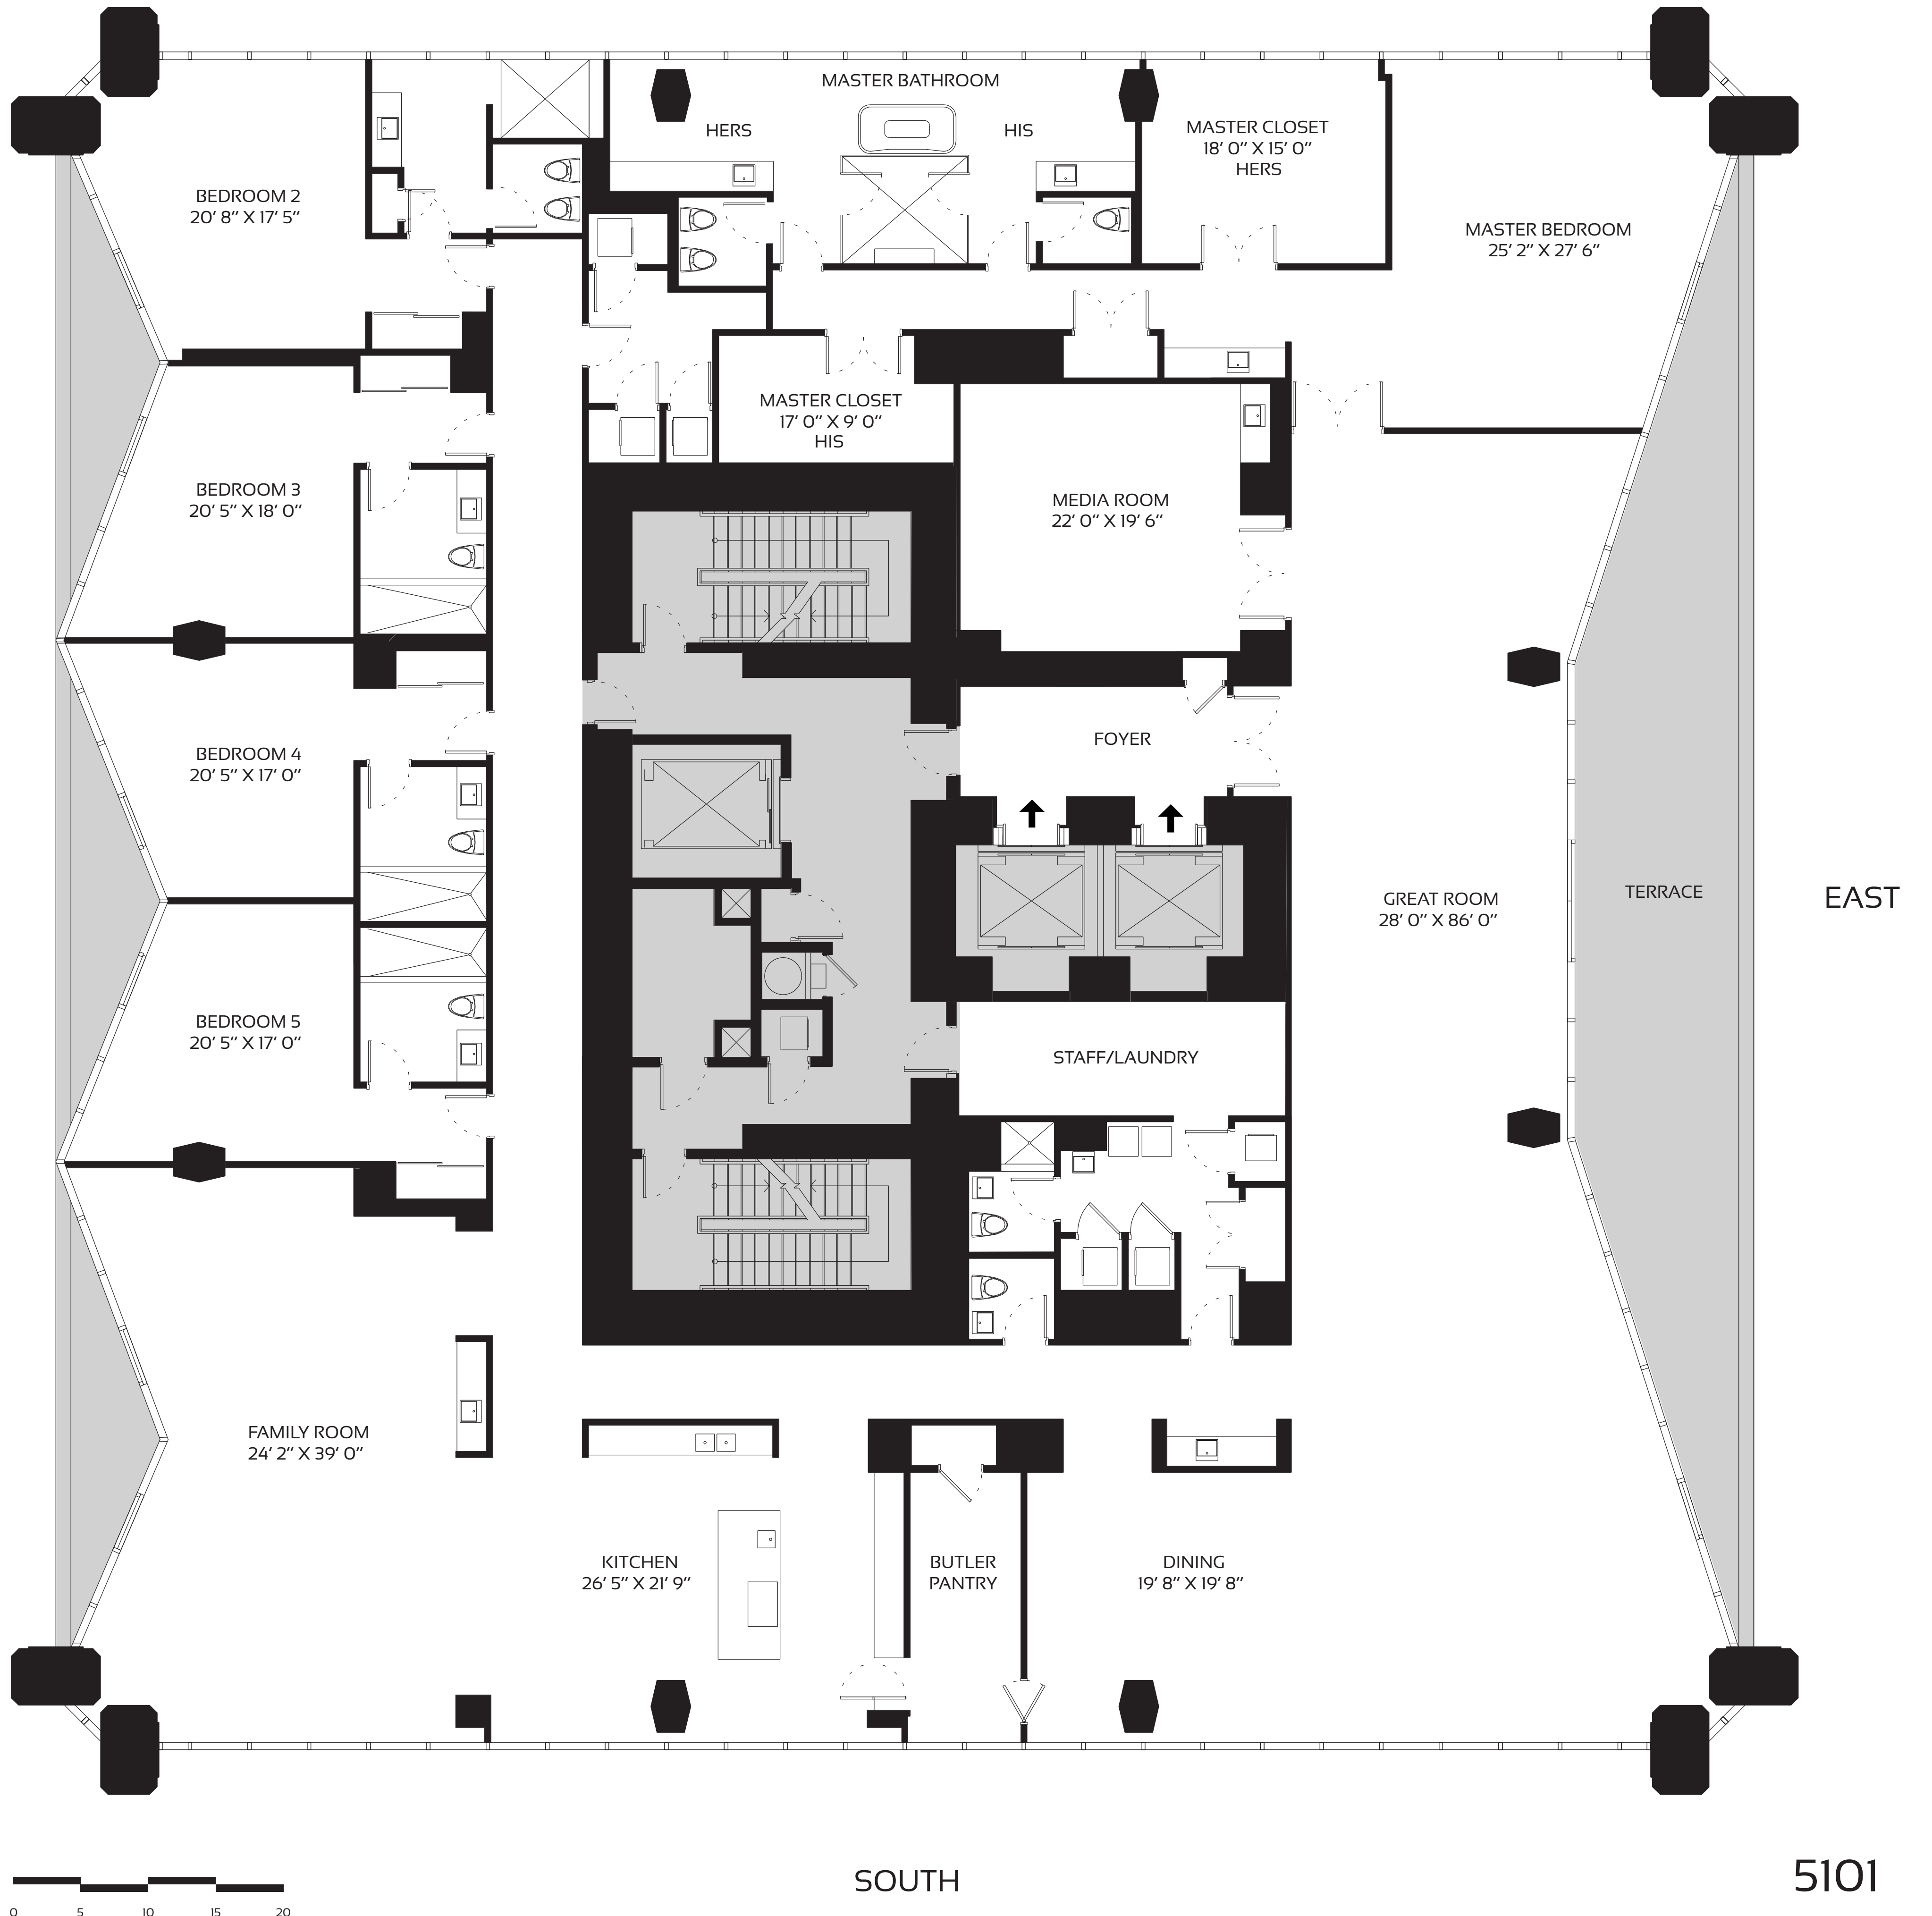 MASTER BATHROOM
HERS
HIS
MASTER CLOSET
18’ 0” X 15’ 0”
HERS
BEDROOM 2
20’ 8” X 17’ 5”
MASTER BEDROOM
25’ 2” X 27’ 6”
MASTER CLOSET
17’ 0” X 9’ 0”
HIS
BEDROOM 3
20’ 5” X 18’ 0”
MEDIA ROOM
22’ 0” X 19’ 6”
FOYER
BEDROOM 4
20’ 5” X 17’ 0”
GREAT ROOM
28’ 0” X 86’ 0”
TERRACE
EAST
BEDROOM 5
20’ 5” X 17’ 0”
STAFF/LAUNDRY
FAMILY ROOM
24’ 2” X 39’ 0”
KITCHEN
26’ 5” X 21’ 9”
BUTLER
PANTRY
DINING
19’ 8” X 19’ 8”
SOUTH
5101
0 5 10 15 20